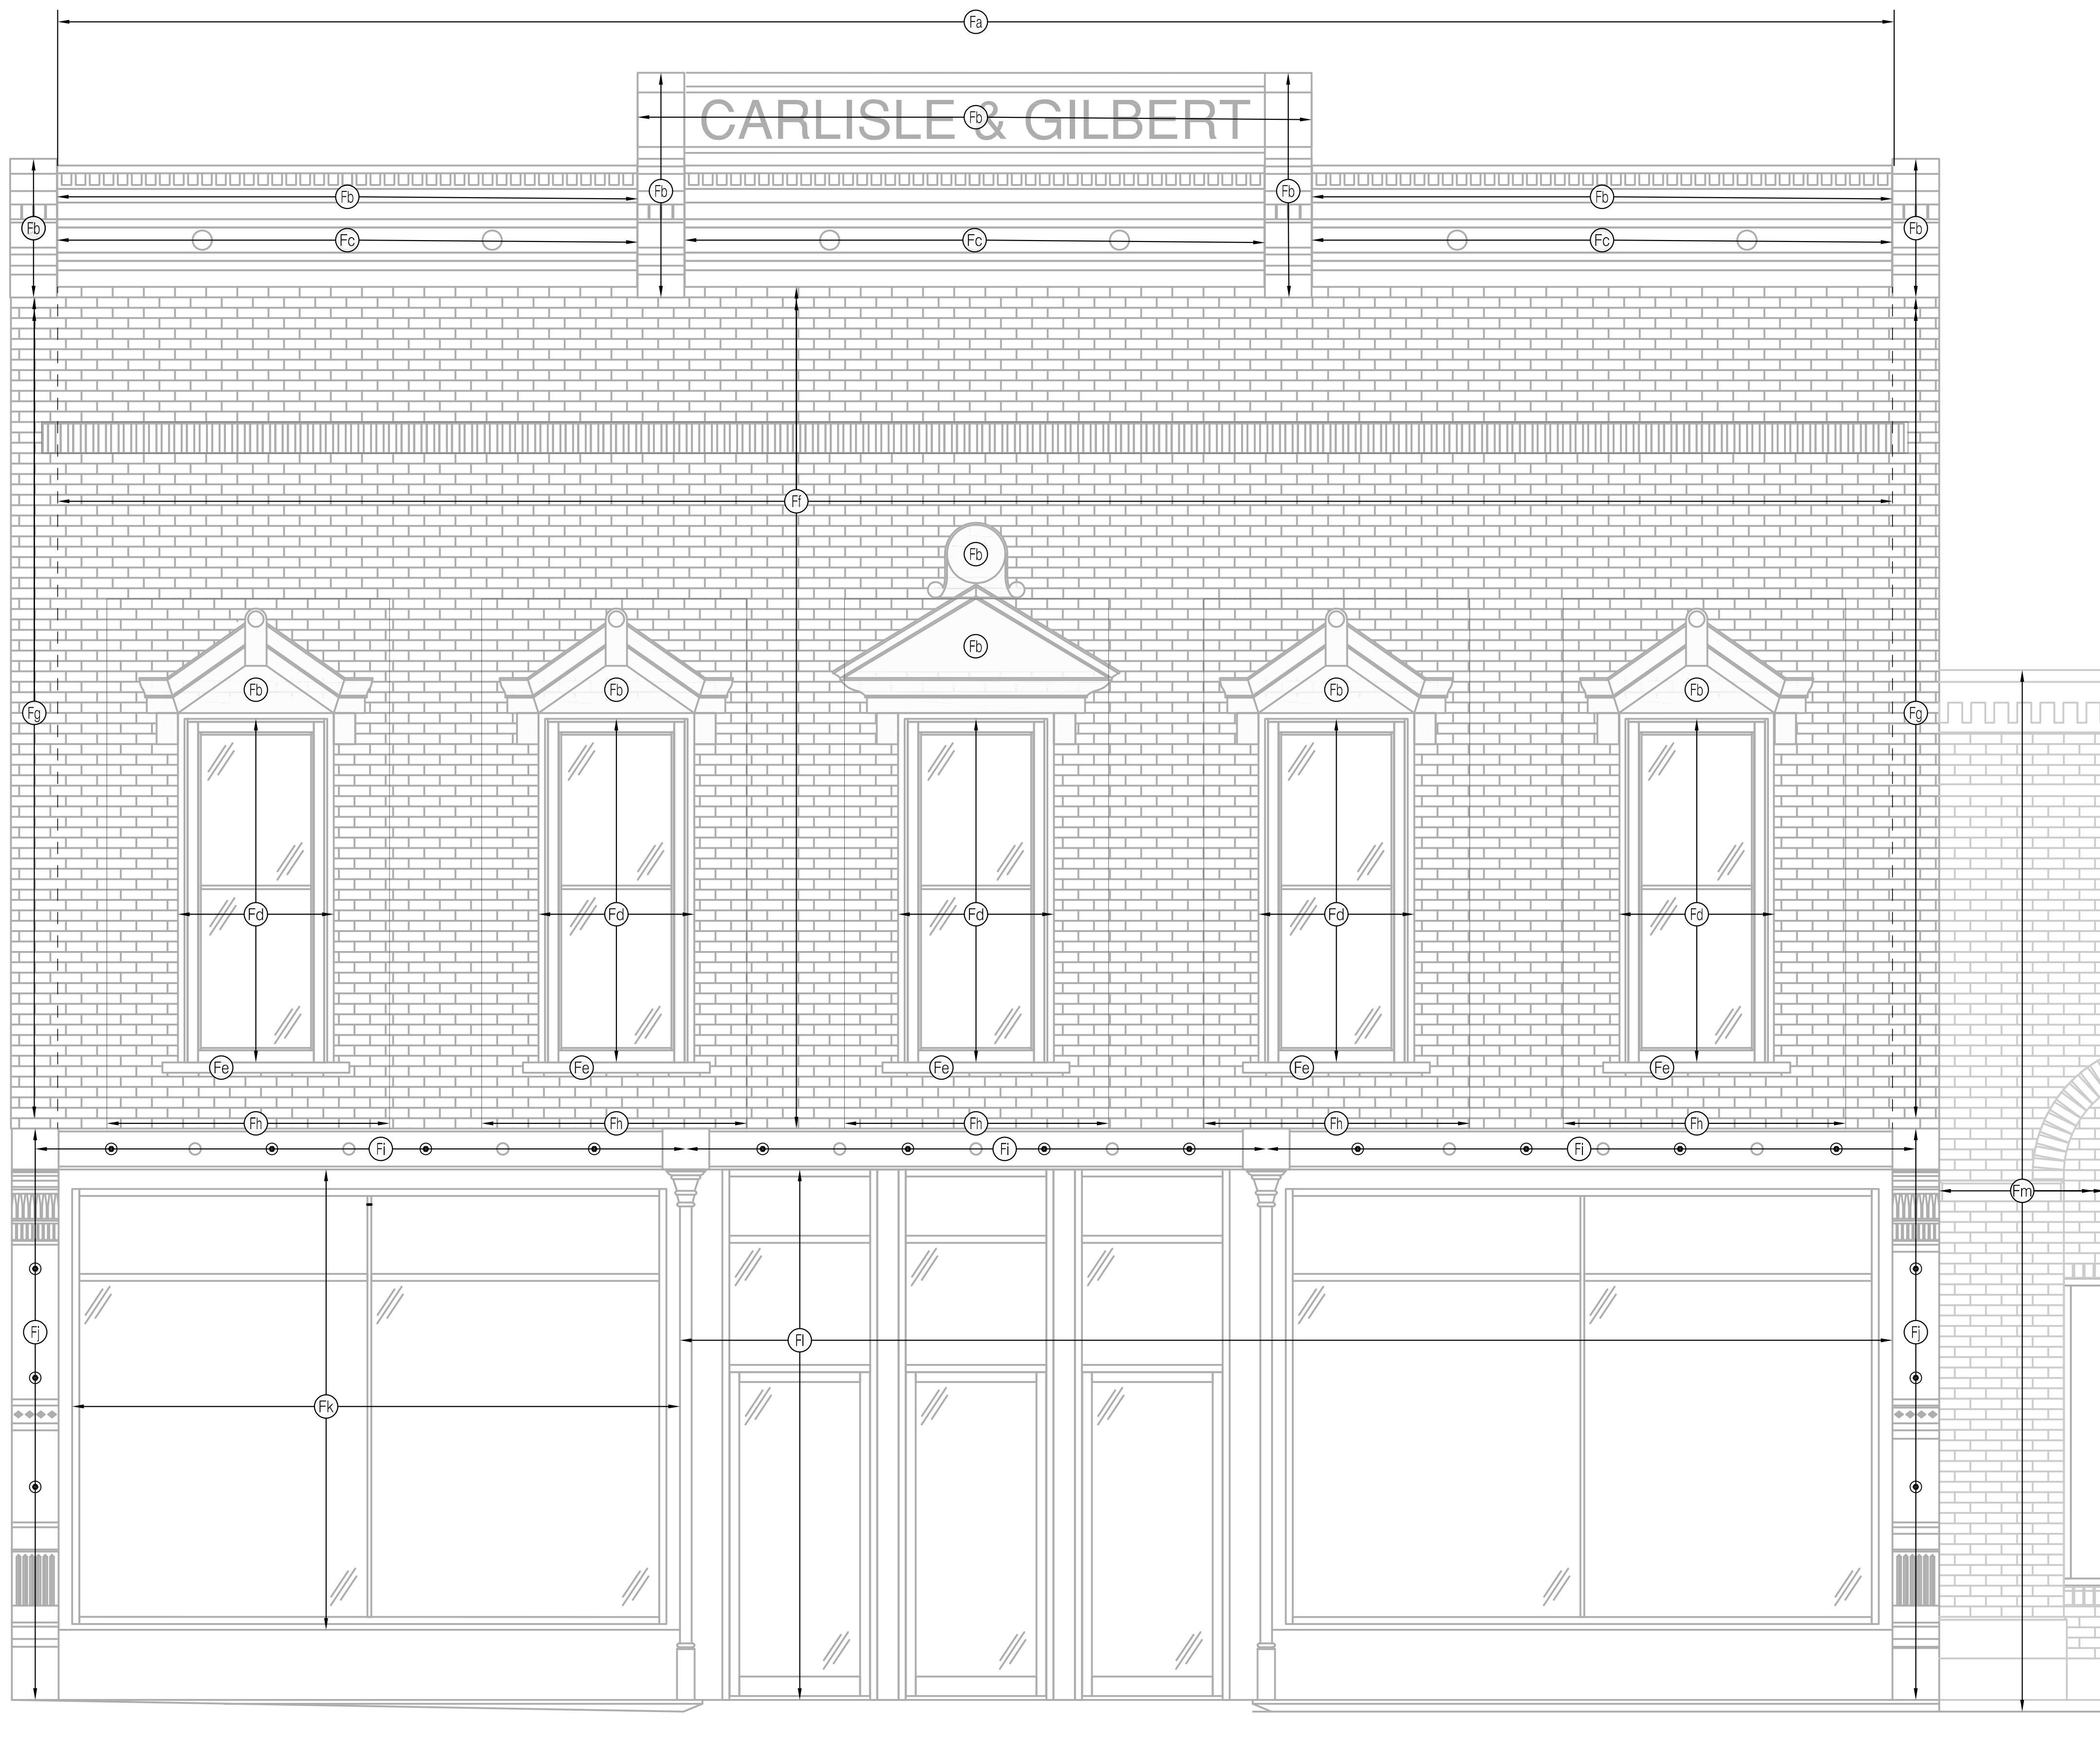 Fa
CARLISLE & GILBERT
Fb
Fb Fb
Fb Fb
Fb Fb
Fc Fc Fc
Ff
Fb
Fb
Fb Fb Fb Fb
Fg Fg
Fd Fd Fd Fd Fd
Fe Fe Fe Fe Fe
Fh Fh Fh Fh Fh
Fi Fi Fi
Fm
Fj Fj
Fl
Fk